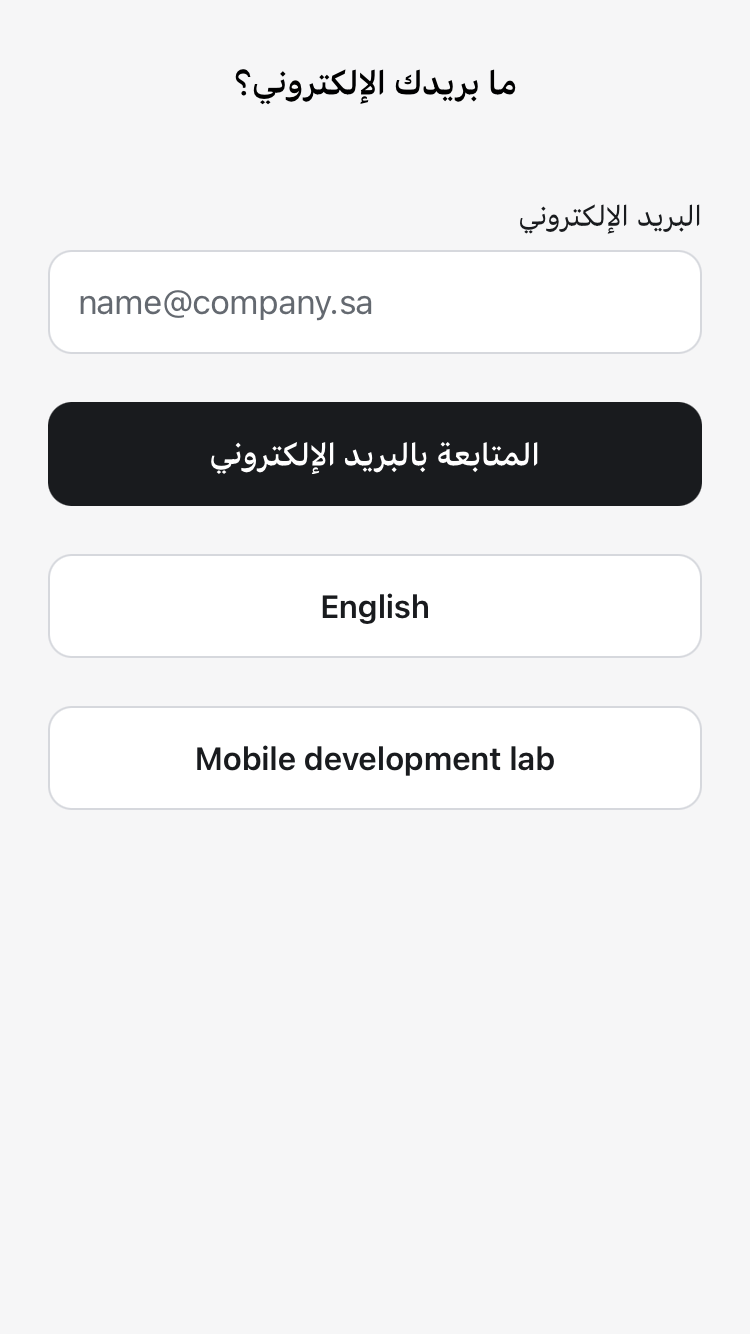 ما بريدك الإلكتروني؟
البريد الإلكتروني
name@company.sa
المتابعة بالبريد الإلكتروني
English
Mobile development lab